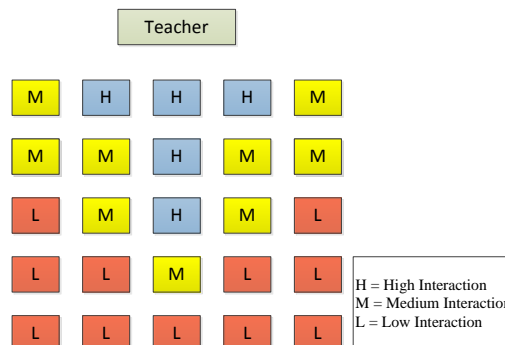 Teacher
M H H H M
M M H M M
L M H M L
L L M L L
L L L L L
H = High Interaction
M = Medium Interaction
L = Low Interaction